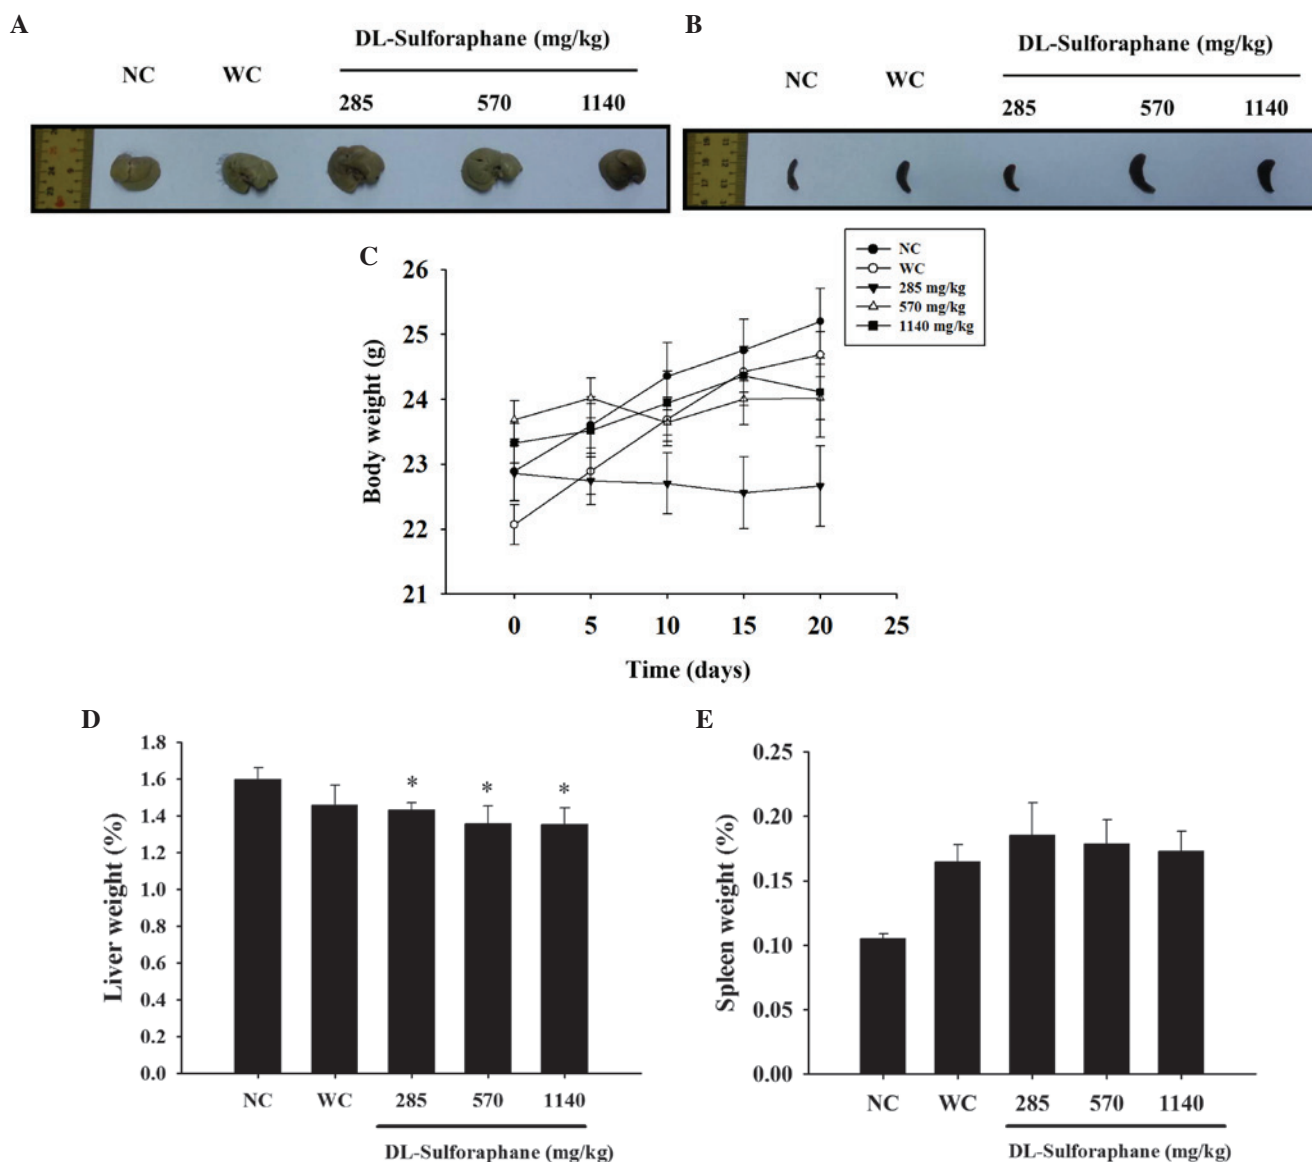 A
DL-Sulforaphane (mg/kg)
NC
WC
285
570
1140
B
DL-Sulforaphane (mg/kg)
NC
WC
285
570
1140
C
Body weight (g)
26
25
24
23
22
21
0
5
10
15
20
25
Time (days)
NC
WC
285 mg/kg
570 mg/kg
1140 mg/kg
D
Liver weight (%)
1.8
1.6
1.4
1.2
1.0
0.8
0.6
0.4
0.2
0.0
*
*
*
NC
WC
285
570
1140
DL-Sulforaphane (mg/kg)
E
Spleen weight (%)
0.25
0.20
0.15
0.10
0.05
0.00
NC
WC
285
570
1140
DL-Sulforaphane (mg/kg)